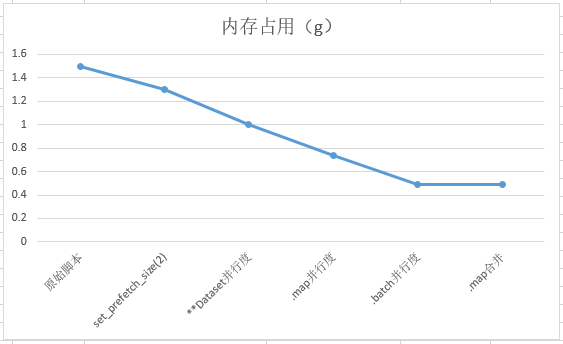 内存占用（g）
1.6
1.4
1.2
1
0.8
0.6
0.4
0.2
0
原始脚本
set_prefetch_size(2)
**Dataset并行度
.map并行度
.batch并行度
.map合并